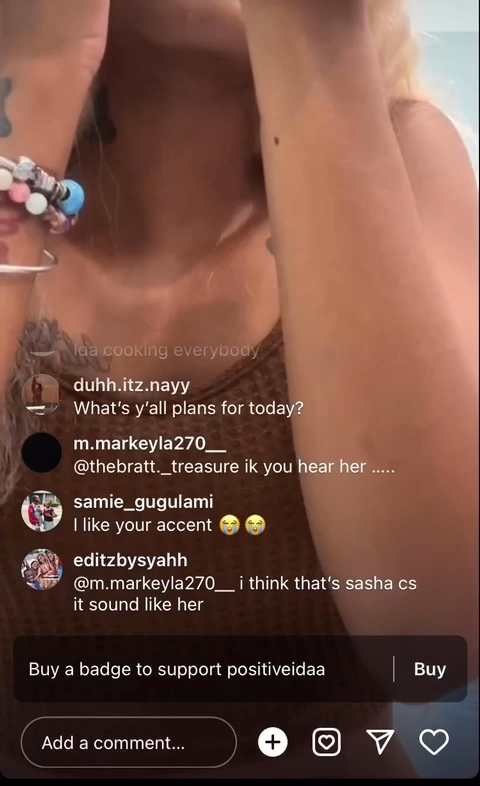 Ida cooking everybody
duhh.itz.nayy
What's y'all plans for today?
m.markeyla270__
@thebratt._treasure ik you hear her .....
samie_gugulami
I like your accent 😭😭
editzbysyahh
@m.markeyla270__ i think that's sasha cs
it sound like her
Buy a badge to support positiveidaa
Buy
Add a comment...